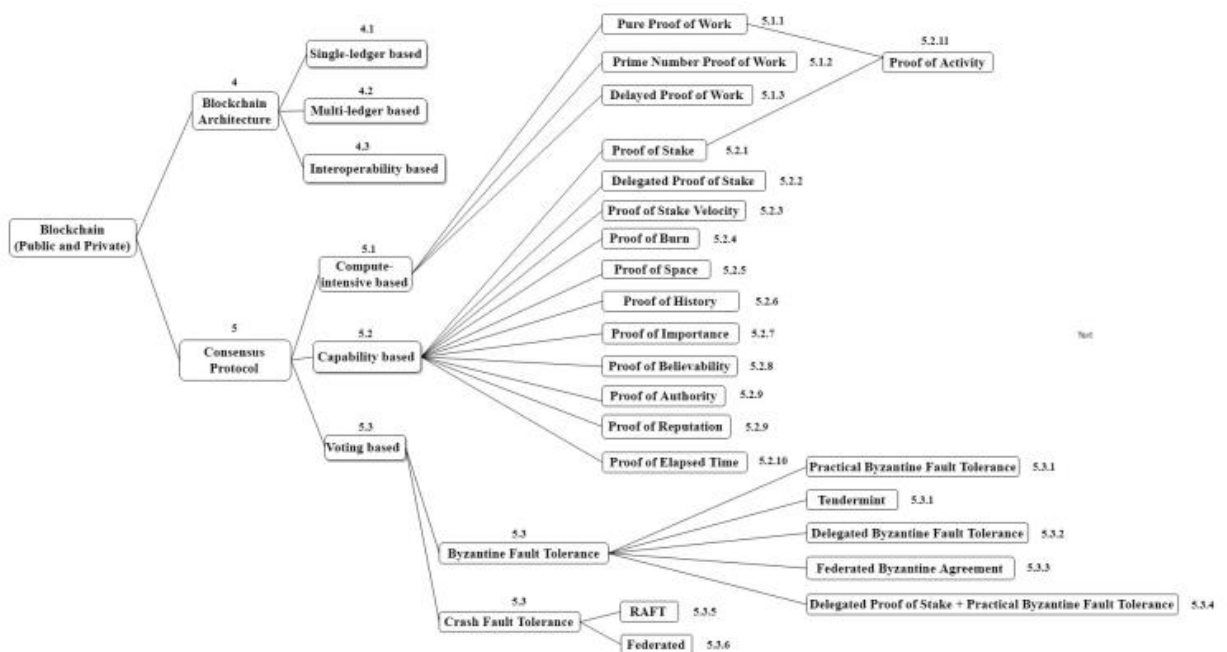 Pure Proof of Work
5.1.1
4.1
Single-ledger based
5.2.11
Proof of Activity
Prime Number Proof of Work
5.1.2
4
Blockchain
Architecture
4.2
Multi-ledger based
Delayed Proof of Work
5.1.3
4.3
Interoperability based
Proof of Stake
5.2.1
Delegated Proof of Stake
5.2.2
Proof of Stake Velocity
5.2.3
Blockchain
(Public and Private)
Proof of Burn
5.2.4
5.1
Compute-
intensive based
Proof of Space
5.2.5
Proof of History
5.2.6
5
Consensus
Protocol
5.2
Capability based
Proof of Importance
5.2.7
Text
Proof of Believability
5.2.8
Proof of Authority
5.2.9
Proof of Reputation
5.2.9
5.3
Voting based
Proof of Elapsed Time
5.2.10
Practical Byzantine Fault Tolerance
5.3.1
Tendermint
5.3.1
5.3
Byzantine Fault Tolerance
Delegated Byzantine Fault Tolerance
5.3.2
Federated Byzantine Agreement
5.3.3
Delegated Proof of Stake + Practical Byzantine Fault Tolerance
5.3.4
5.3
Crash Fault Tolerance
RAFT
5.3.5
Federated
5.3.6